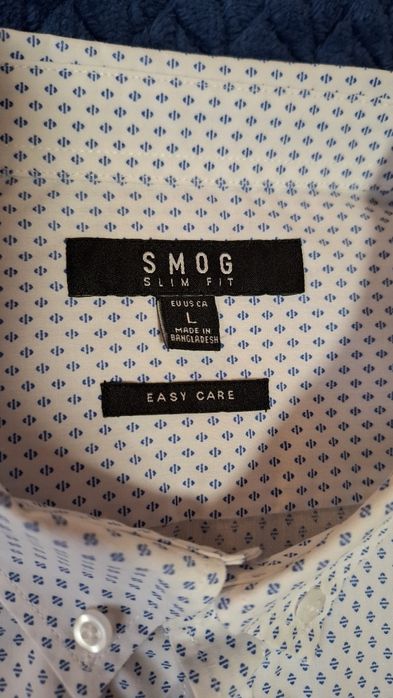 SMOG
SLIM FIT
EU US CA
L
MADE IN
BANGLADESH
EASY CARE